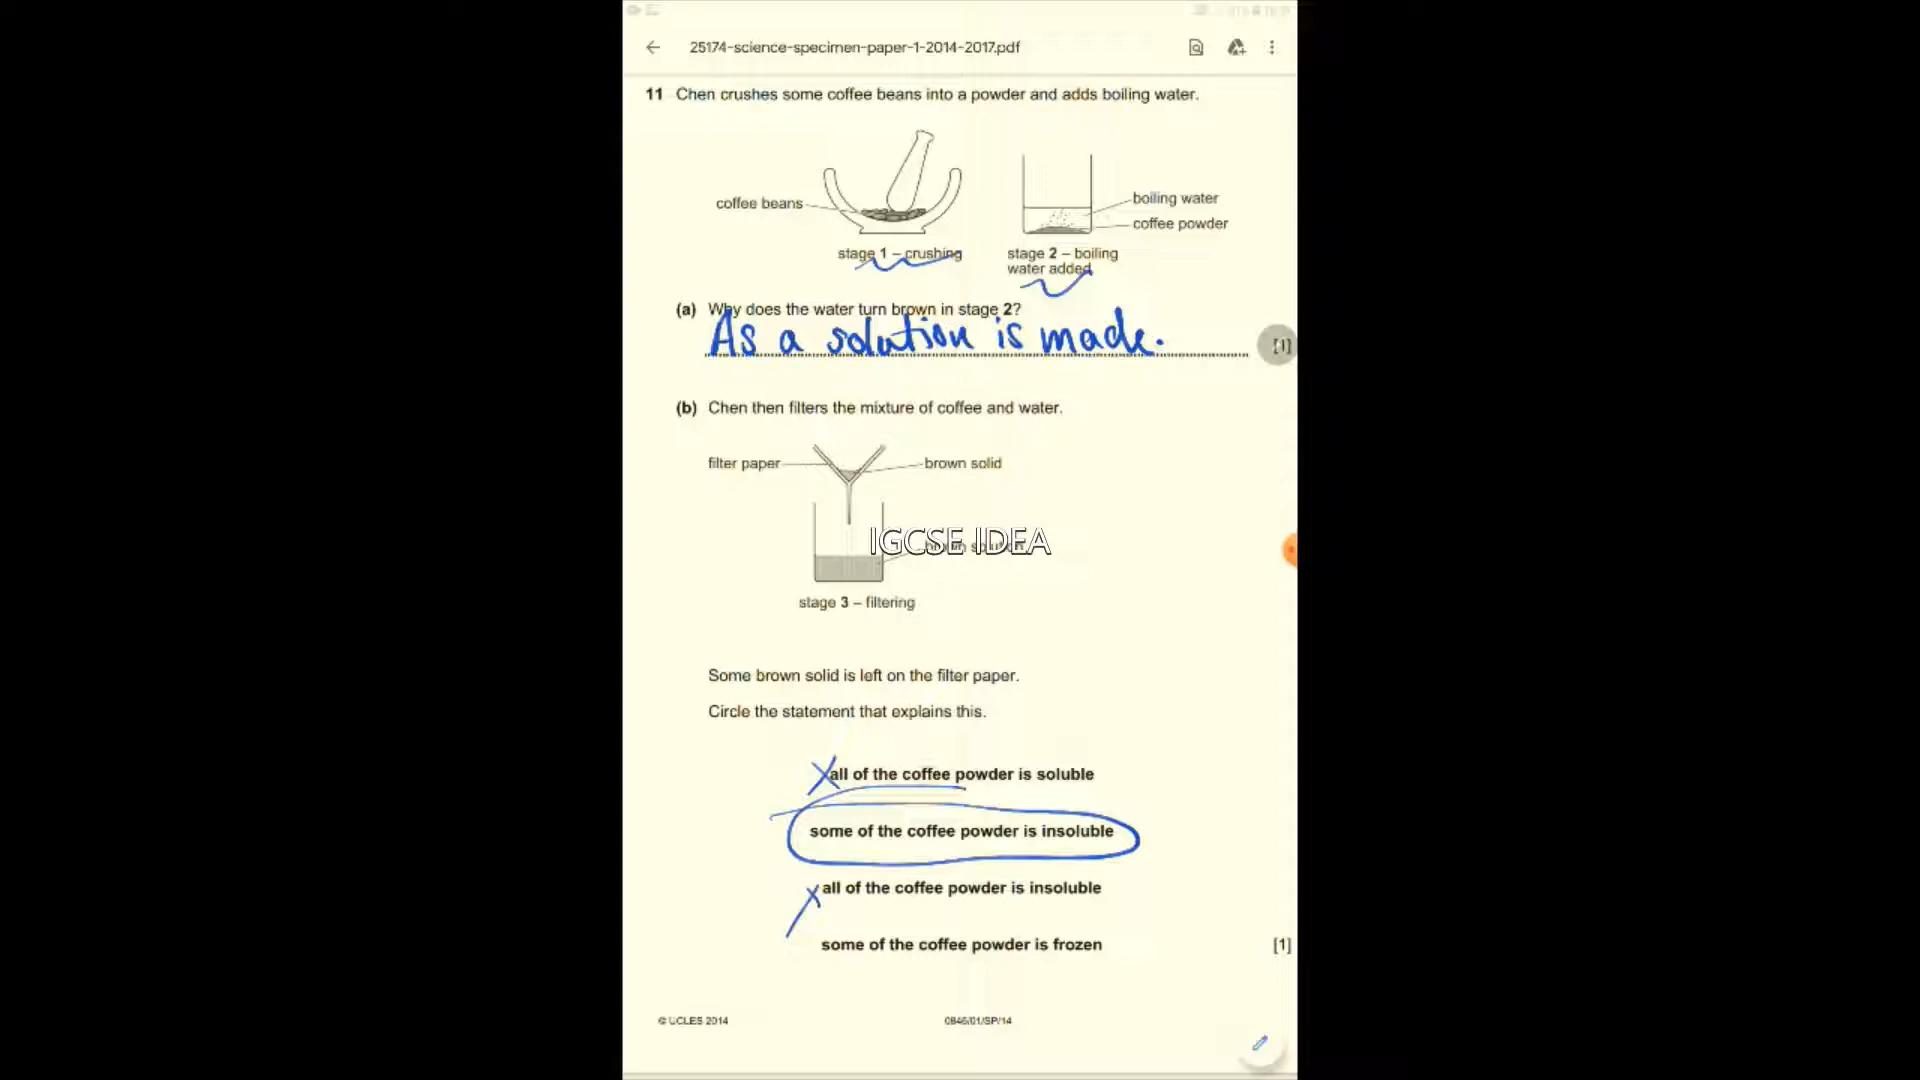 25174-science-specimen-paper-1-2014-2017.pdf
11 Chen crushes some coffee beans into a powder and adds boiling water.
coffee beans
boiling water
coffee powder
stage 1 – crushing
stage 2 – boiling
water added
(a) Why does the water turn brown in stage 2?
As a solution is made.
[1]
(b) Chen then filters the mixture of coffee and water.
filter paper
brown solid
IGCSE IDEA
brown solution
stage 3 – filtering
Some brown solid is left on the filter paper.
Circle the statement that explains this.
all of the coffee powder is soluble
some of the coffee powder is insoluble
all of the coffee powder is insoluble
some of the coffee powder is frozen
[1]
© UCLES 2014
0846/01/SP/14